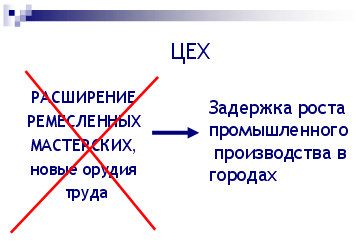 ЦЕХ
РАСШИРЕНИЕ
РЕМЕСЛЕННЫХ
МАСТЕРСКИХ,
новые орудия
труда
Задержка роста
промышленного
производства в
городах